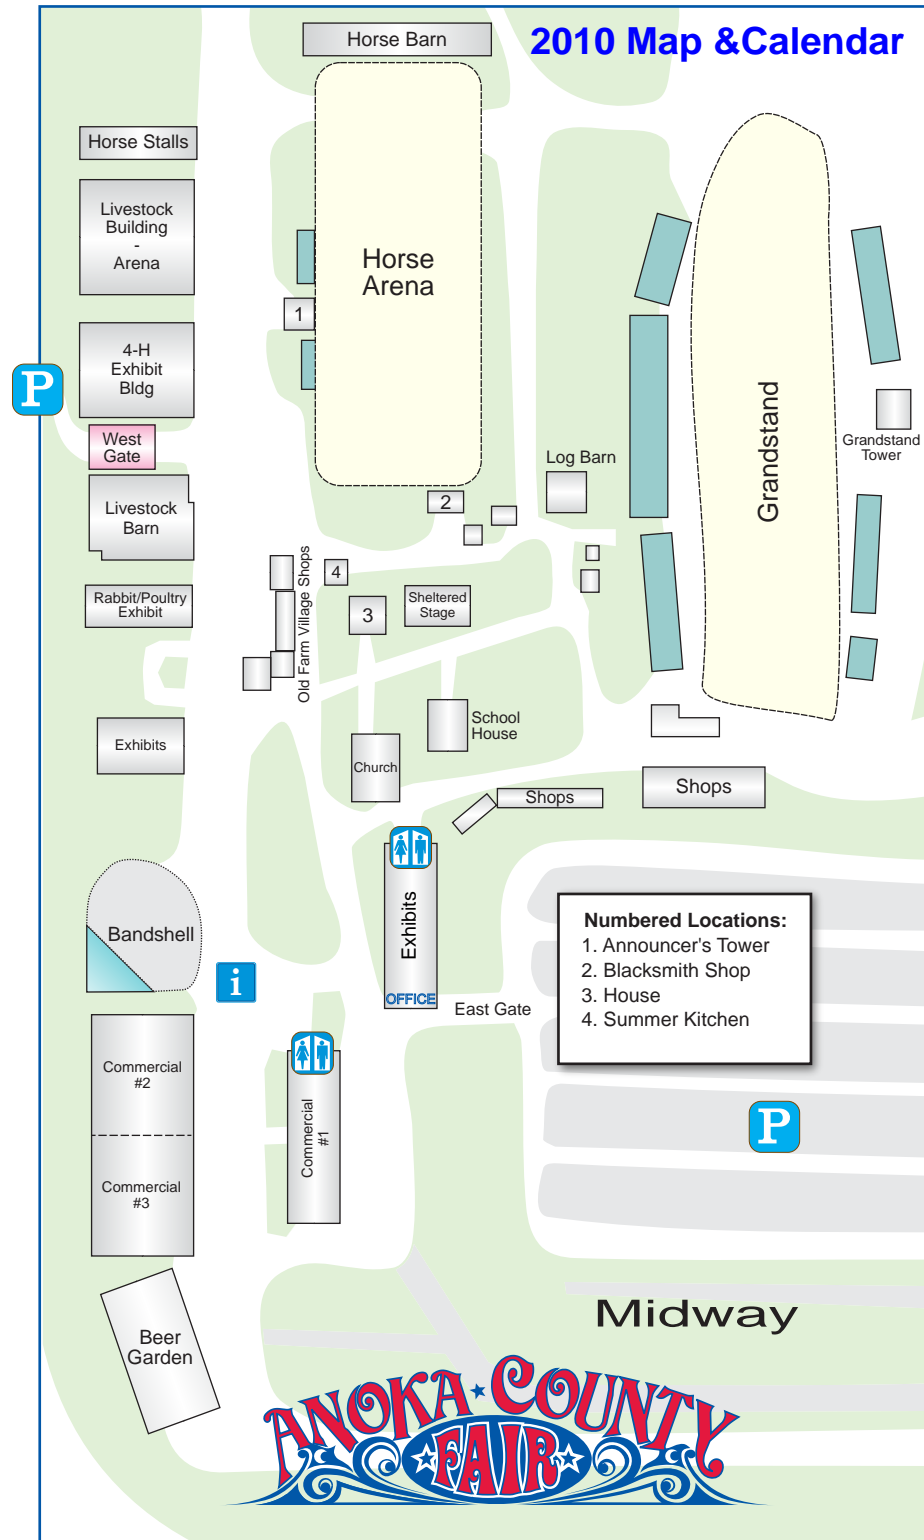 2010 Map &Calendar
Horse Barn
Horse Stalls
Livestock
Building
-
Arena
Horse
Arena
1
4-H
Exhibit
Bldg
P
West
Gate
Grandstand
Grandstand
Tower
Log Barn
2
Livestock
Barn
Old Farm Village Shops
4
3
Sheltered
Stage
Rabbit/Poultry
Exhibit
School
House
Exhibits
Church
Shops
Shops
Exhibits
OFFICE
Bandshell
i
East Gate
Numbered Locations:
1. Announcer's Tower
2. Blacksmith Shop
3. House
4. Summer Kitchen
Commercial
#2
Commercial
#1
P
Commercial
#3
Midway
Beer
Garden
ANOKA COUNTY
FAIR